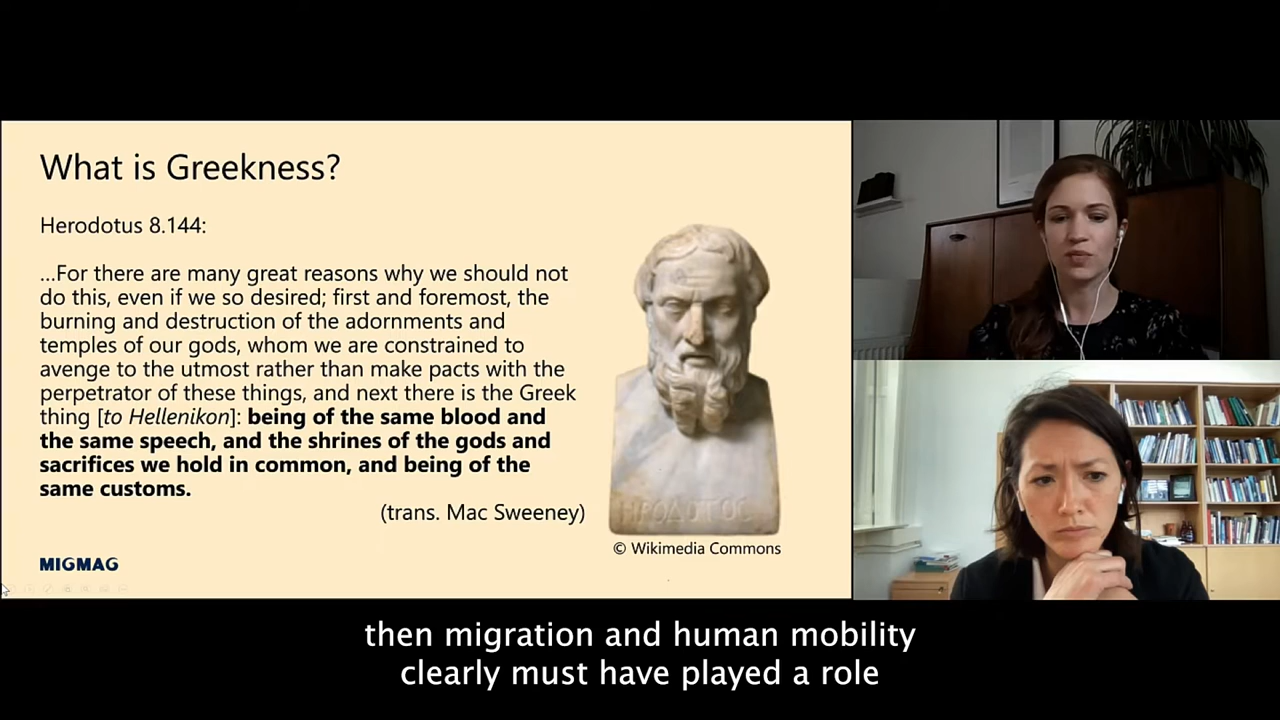 What is Greekness?
Herodotus 8.144:
...For there are many great reasons why we should not
do this, even if we so desired; first and foremost, the
burning and destruction of the adornments and
temples of our gods, whom we are constrained to
avenge to the utmost rather than make pacts with the
perpetrator of these things, and next there is the Greek
thing [to Hellenikon]: being of the same blood and
the same speech, and the shrines of the gods and
sacrifices we hold in common, and being of the
same customs.
(trans. Mac Sweeney)
ΗΡΟΔΟΤΟΣ
© Wikimedia Commons
MIGMAG
then migration and human mobility
clearly must have played a role